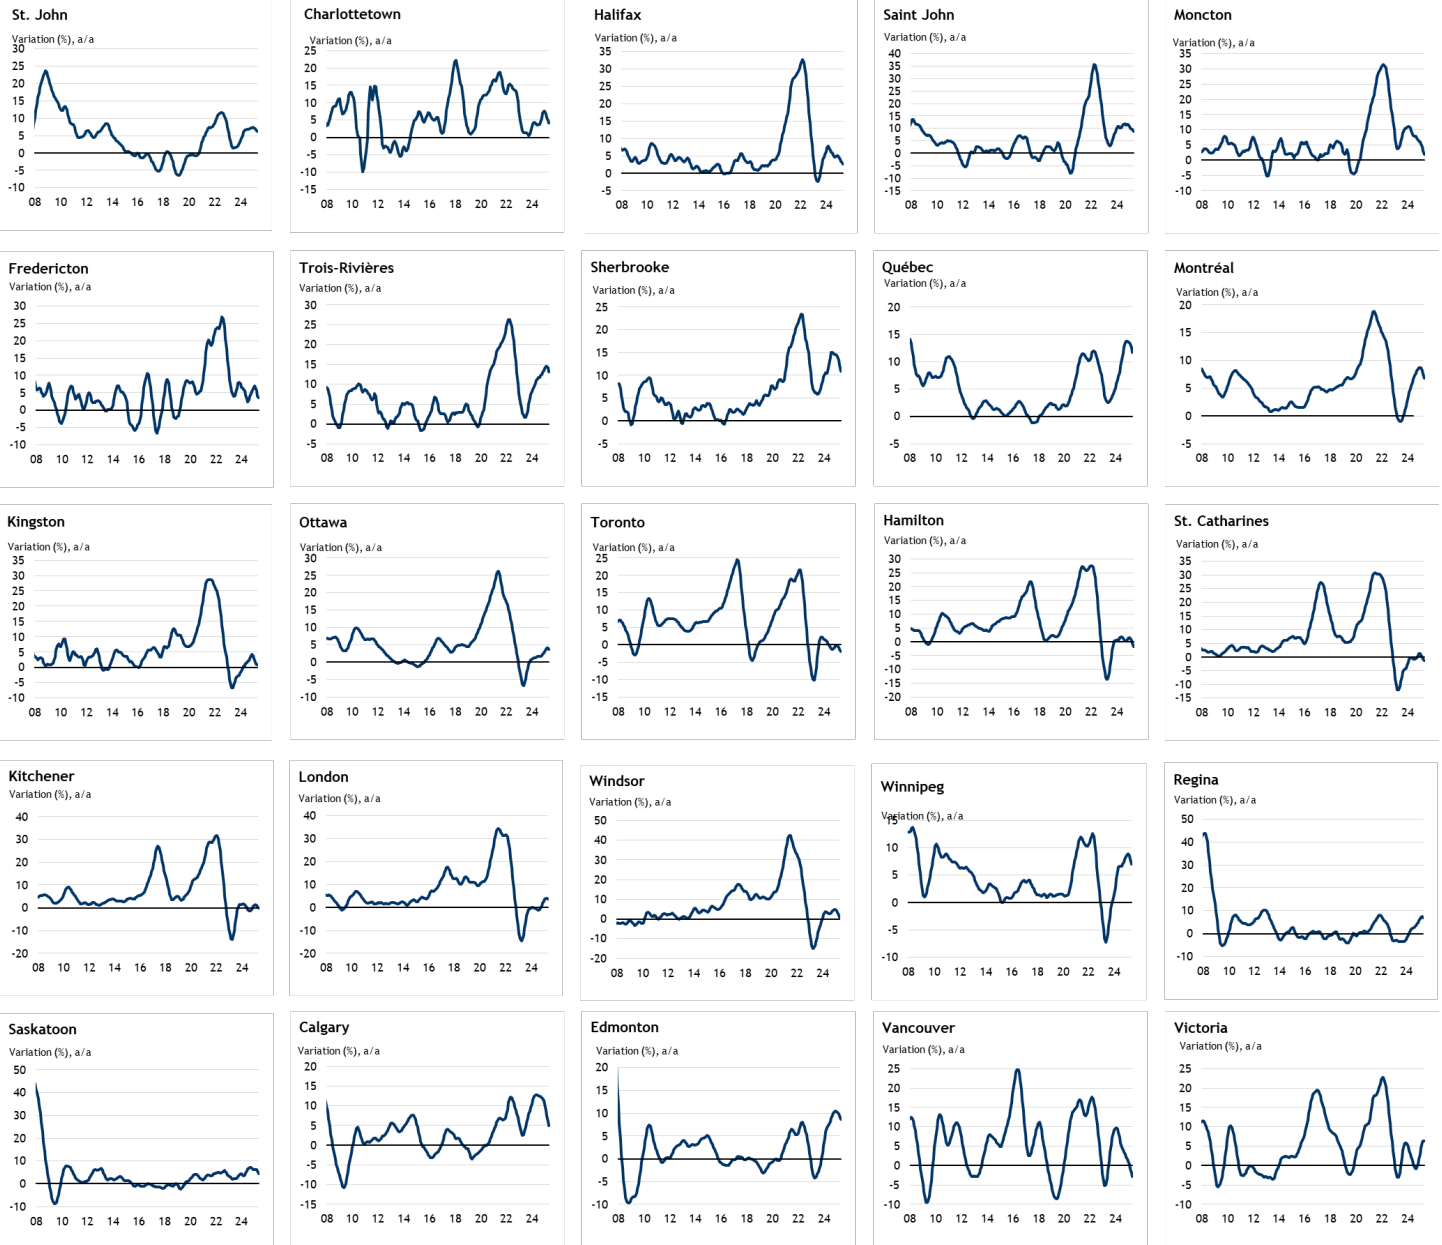 St. John
Variation (%), a/a
30
25
20
15
10
5
0
-5
-10
08 10 12 14 16 18 20 22 24
Charlottetown
Variation (%), a/a
25
20
15
10
5
0
-5
-10
-15
08 10 12 14 16 18 20 22 24
Halifax
Variation (%), a/a
35
30
25
20
15
10
5
0
-5
08 10 12 14 16 18 20 22 24
Saint John
Variation (%), a/a
40
35
30
25
20
15
10
5
0
-5
-10
-15
08 10 12 14 16 18 20 22 24
Moncton
Variation (%), a/a
35
30
25
20
15
10
5
0
-5
-10
08 10 12 14 16 18 20 22 24
Fredericton
Variation (%), a/a
30
25
20
15
10
5
0
-5
-10
08 10 12 14 16 18 20 22 24
Trois-Rivières
Variation (%), a/a
30
25
20
15
10
5
0
-5
08 10 12 14 16 18 20 22 24
Sherbrooke
Variation (%), a/a
25
20
15
10
5
0
-5
08 10 12 14 16 18 20 22 24
Québec
Variation (%), a/a
20
15
10
5
0
-5
08 10 12 14 16 18 20 22 24
Montréal
Variation (%), a/a
20
15
10
5
0
-5
08 10 12 14 16 18 20 22 24
Kingston
Variation (%), a/a
35
30
25
20
15
10
5
0
-5
-10
08 10 12 14 16 18 20 22 24
Ottawa
Variation (%), a/a
30
25
20
15
10
5
0
-5
-10
08 10 12 14 16 18 20 22 24
Toronto
Variation (%), a/a
25
20
15
10
5
0
-5
-10
-15
08 10 12 14 16 18 20 22 24
Hamilton
Variation (%), a/a
30
25
20
15
10
5
0
-5
-10
-15
-20
08 10 12 14 16 18 20 22 24
St. Catharines
Variation (%), a/a
35
30
25
20
15
10
5
0
-5
-10
-15
08 10 12 14 16 18 20 22 24
Kitchener
Variation (%), a/a
40
30
20
10
0
-10
-20
08 10 12 14 16 18 20 22 24
London
Variation (%), a/a
40
30
20
10
0
-10
-20
08 10 12 14 16 18 20 22 24
Windsor
Variation (%), a/a
50
40
30
20
10
0
-10
-20
08 10 12 14 16 18 20 22 24
Winnipeg
Variation (%), a/a
15
10
5
0
-5
-10
08 10 12 14 16 18 20 22 24
Regina
Variation (%), a/a
50
40
30
20
10
0
-10
08 10 12 14 16 18 20 22 24
Saskatoon
Variation (%), a/a
50
40
30
20
10
0
-10
08 10 12 14 16 18 20 22 24
Calgary
Variation (%), a/a
20
15
10
5
0
-5
-10
-15
08 10 12 14 16 18 20 22 24
Edmonton
Variation (%), a/a
20
15
10
5
0
-5
-10
08 10 12 14 16 18 20 22 24
Vancouver
Variation (%), a/a
25
20
15
10
5
0
-5
-10
08 10 12 14 16 18 20 22 24
Victoria
Variation (%), a/a
25
20
15
10
5
0
-5
-10
08 10 12 14 16 18 20 22 24